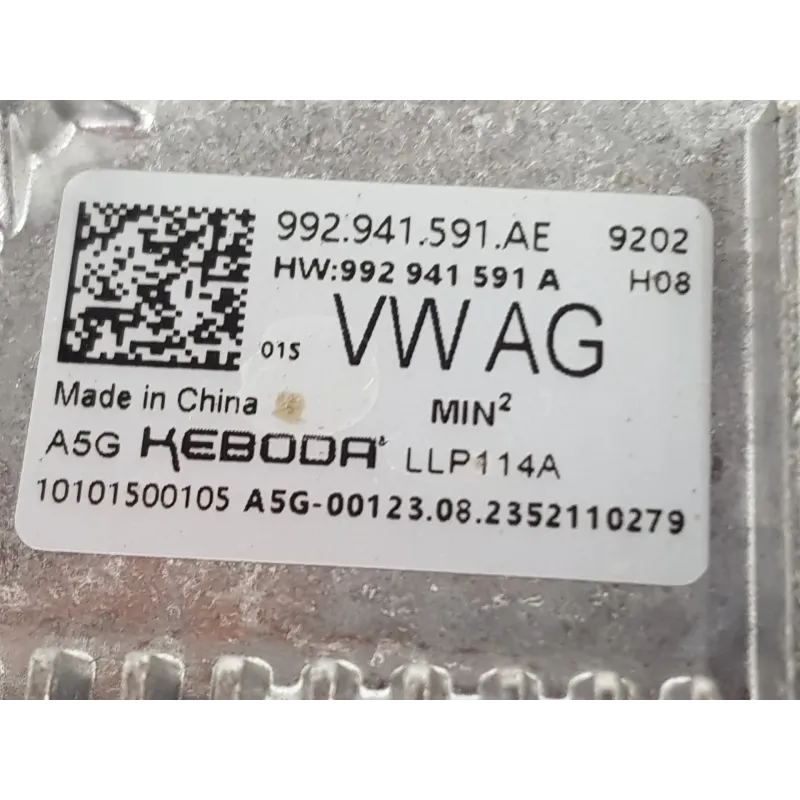 992.941.591.AE 9202
HW:992 941 591 A H08
01S VW AG
Made in China MIN²
A5G KEBODA LLP114A
10101500105 A5G-00123.08.2352110279